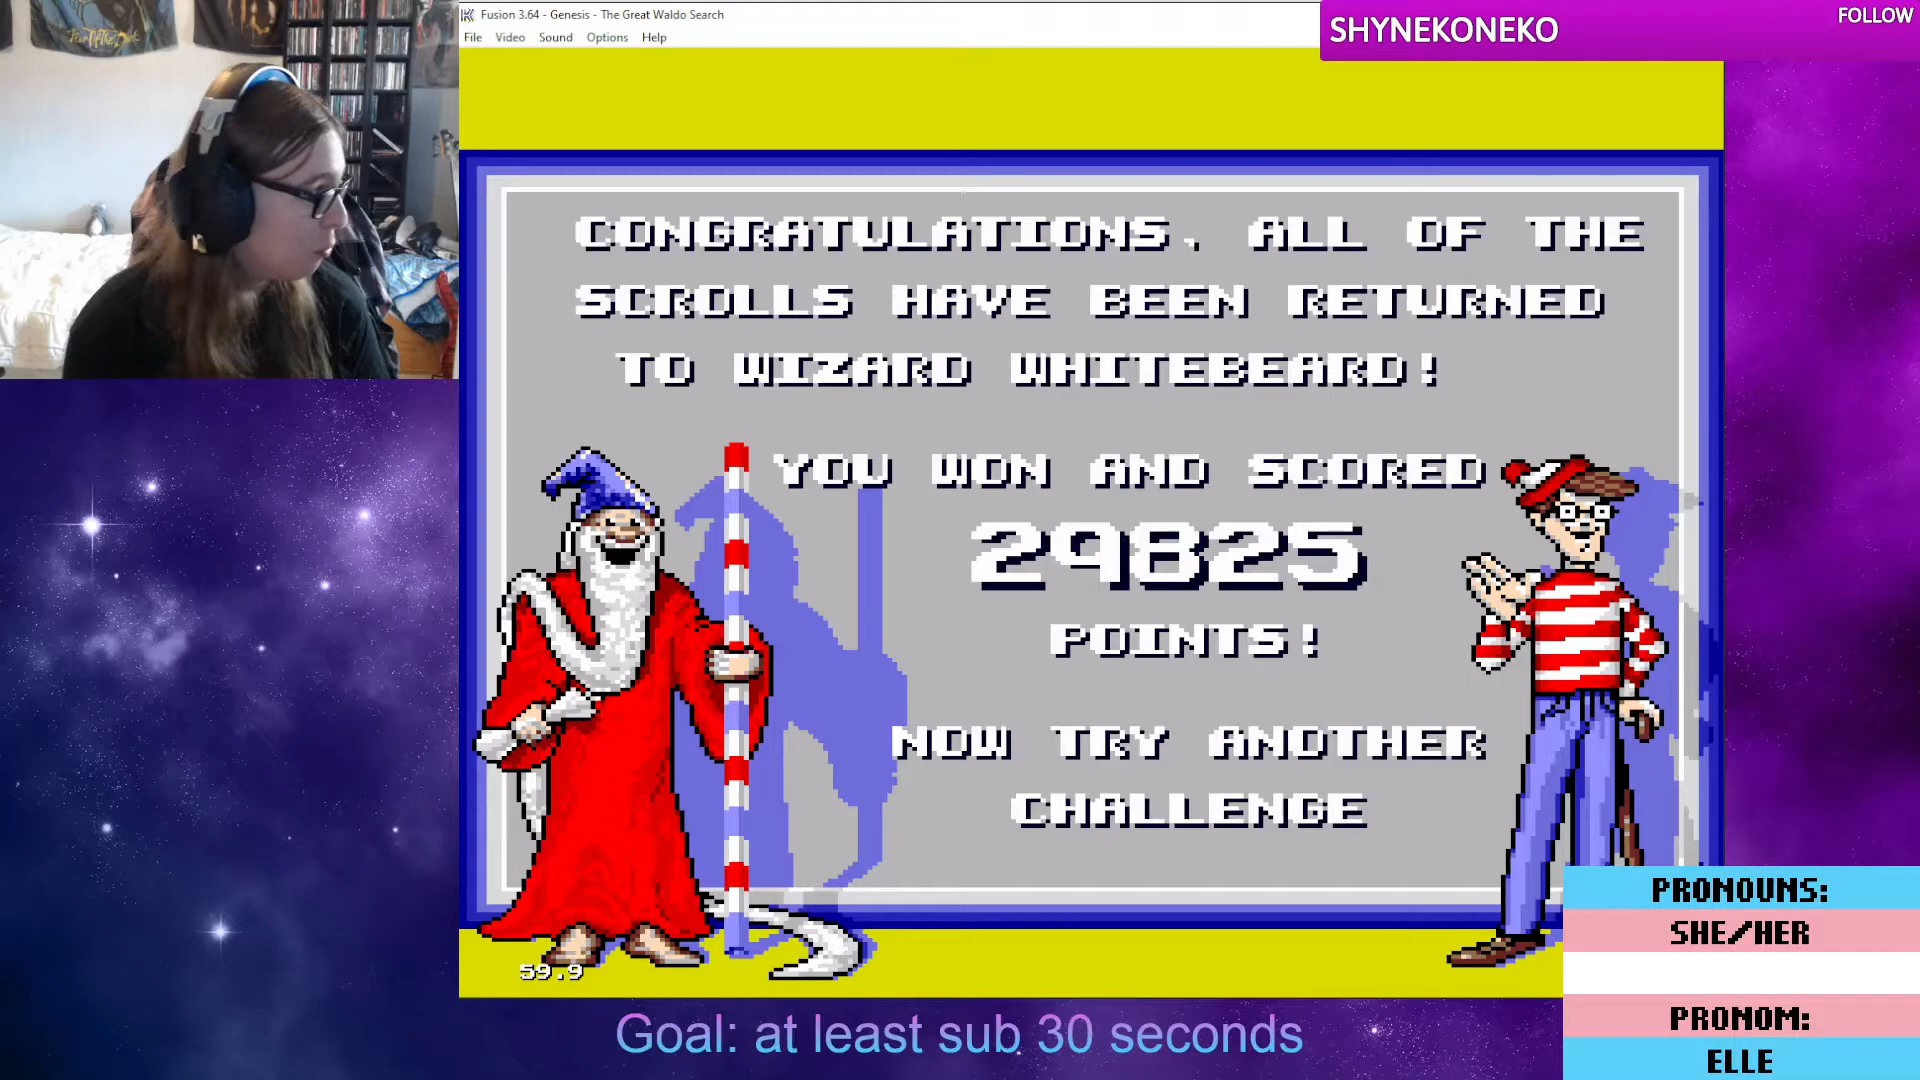 Fusion 3.64 - Genesis - The Great Waldo Search
File Video Sound Options Help
SHYNEKONEKO
FOLLOW
CONGRATULATIONS, ALL OF THE
SCROLLS HAVE BEEN RETURNED
TO WIZARD WHITEBEARD!
YOU WON AND SCORED
29825
POINTS!
NOW TRY ANOTHER
CHALLENGE
59.9
Goal: at least sub 30 seconds
PRONOUNS:
SHE/HER
PRONOM:
ELLE